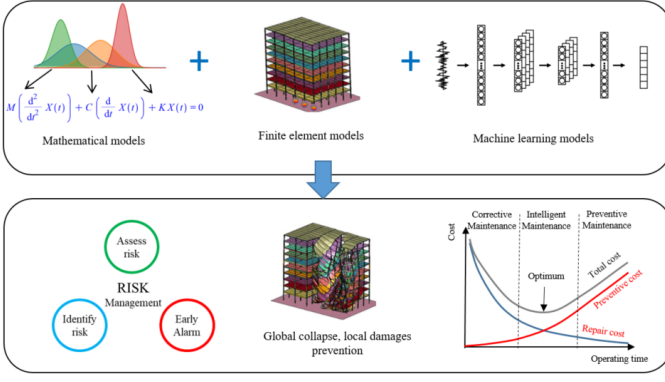 +
+
M(d²/dt² X(t)) + C(d/dt X(t)) + K X(t) = 0
Mathematical models
Finite element models
Machine learning models
Assess
risk
RISK
Management
Identify
risk
Early
Alarm
Global collapse, local damages
prevention
Cost
Corrective
Maintenance
Intelligent
Maintenance
Preventive
Maintenance
Optimum
Total cost
Preventive cost
Repair cost
Operating time